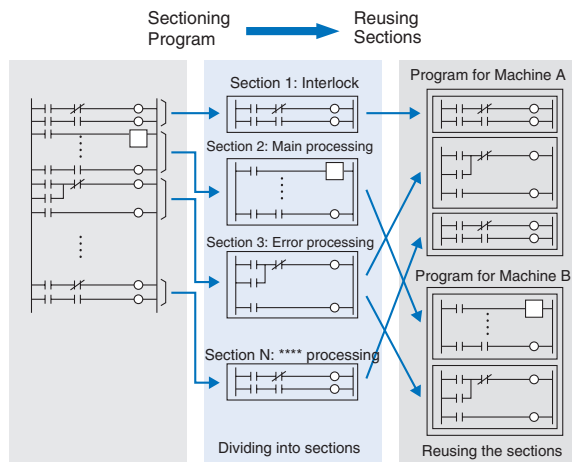 Sectioning
Program
Reusing
Sections
Section 1: Interlock
Section 2: Main processing
Section 3: Error processing
Section N: **** processing
Dividing into sections
Program for Machine A
Program for Machine B
Reusing the sections